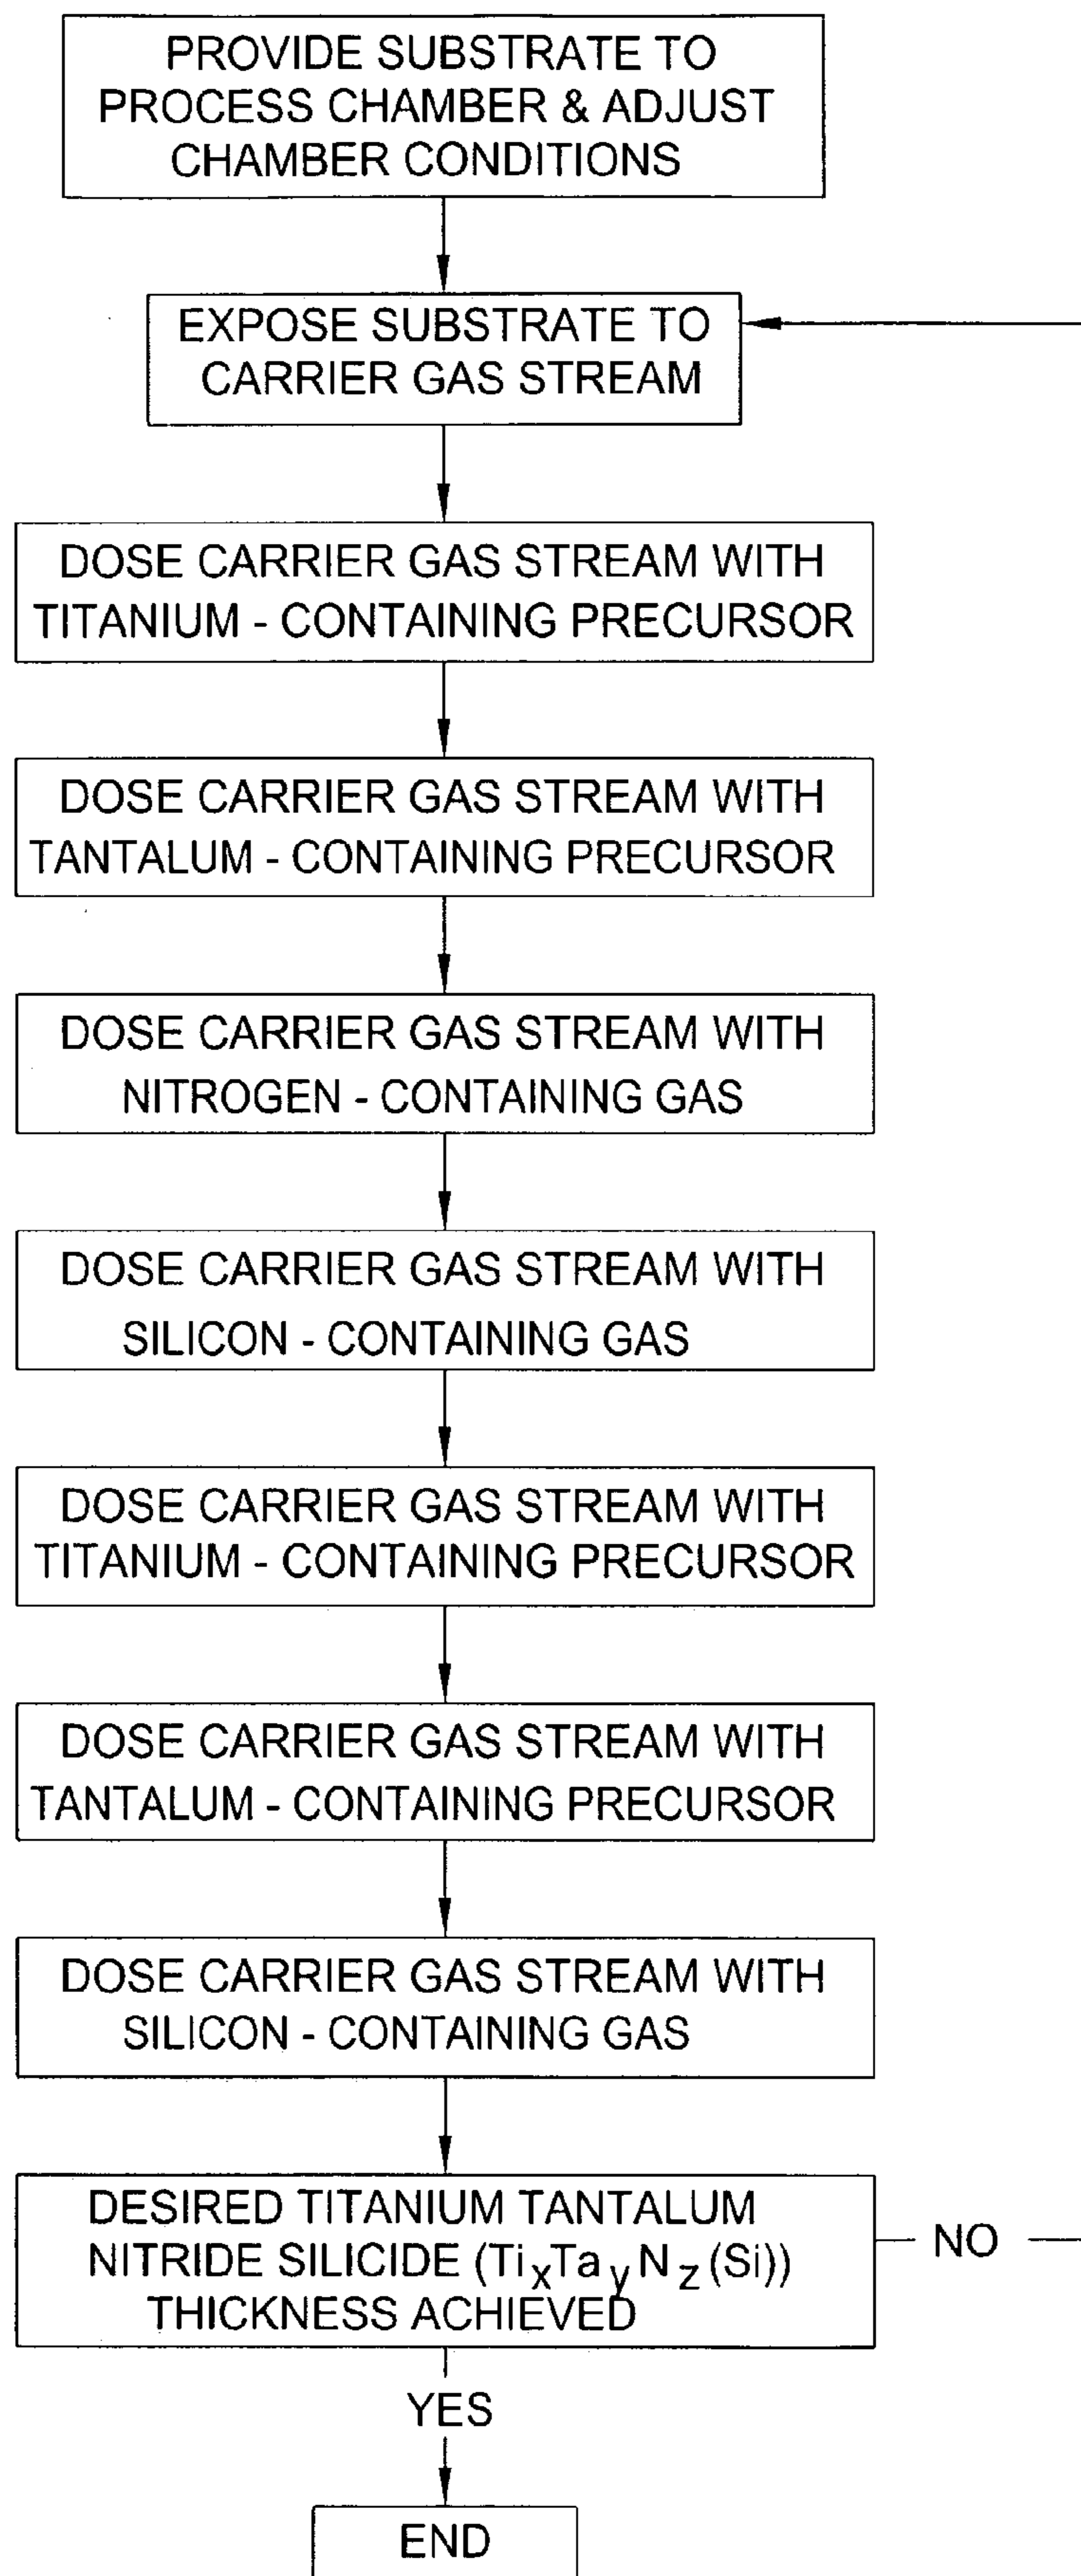 PROVIDE SUBSTRATE TO
PROCESS CHAMBER & ADJUST
CHAMBER CONDITIONS
EXPOSE SUBSTRATE TO
CARRIER GAS STREAM
DOSE CARRIER GAS STREAM WITH
TITANIUM - CONTAINING PRECURSOR
DOSE CARRIER GAS STREAM WITH
TANTALUM - CONTAINING PRECURSOR
DOSE CARRIER GAS STREAM WITH
NITROGEN - CONTAINING GAS
DOSE CARRIER GAS STREAM WITH
SILICON - CONTAINING GAS
DOSE CARRIER GAS STREAM WITH
TITANIUM - CONTAINING PRECURSOR
DOSE CARRIER GAS STREAM WITH
TANTALUM - CONTAINING PRECURSOR
DOSE CARRIER GAS STREAM WITH
SILICON - CONTAINING GAS
DESIRED TITANIUM TANTALUM
NITRIDE SILICIDE (TixTayNz(Si))
THICKNESS ACHIEVED
NO
YES
END